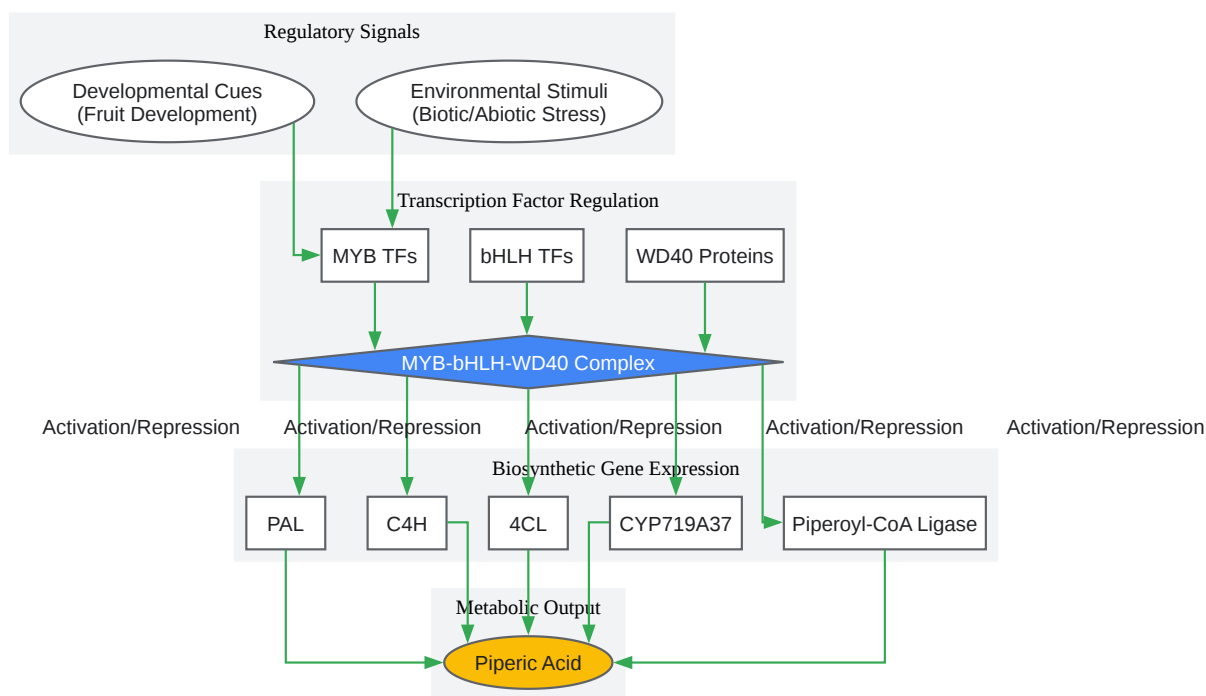 Regulatory Signals
Developmental Cues
(Fruit Development)
Environmental Stimuli
(Biotic/Abiotic Stress)
Transcription Factor Regulation
MYB TFs
bHLH TFs
WD40 Proteins
MYB-bHLH-WD40 Complex
Activation/Repression
Activation/Repression
Activation/Repression
Activation/Repression
Activation/Repression
Biosynthetic Gene Expression
PAL
C4H
4CL
CYP719A37
Piperoyl-CoA Ligase
Metabolic Output
Piperic Acid